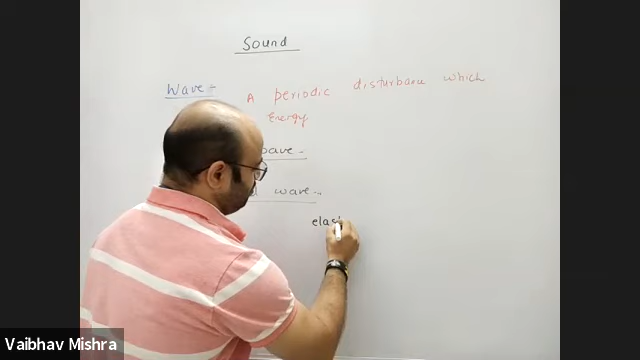 Sound
Wave :-
A periodic disturbance which
Energy
wave -
wave ...
elas
Vaibhav Mishra